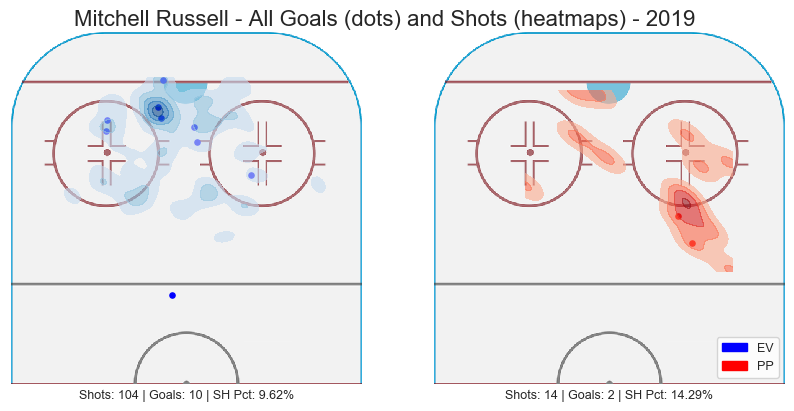 Mitchell Russell - All Goals (dots) and Shots (heatmaps) - 2019
EV
PP
Shots: 104 | Goals: 10 | SH Pct: 9.62%
Shots: 14 | Goals: 2 | SH Pct: 14.29%